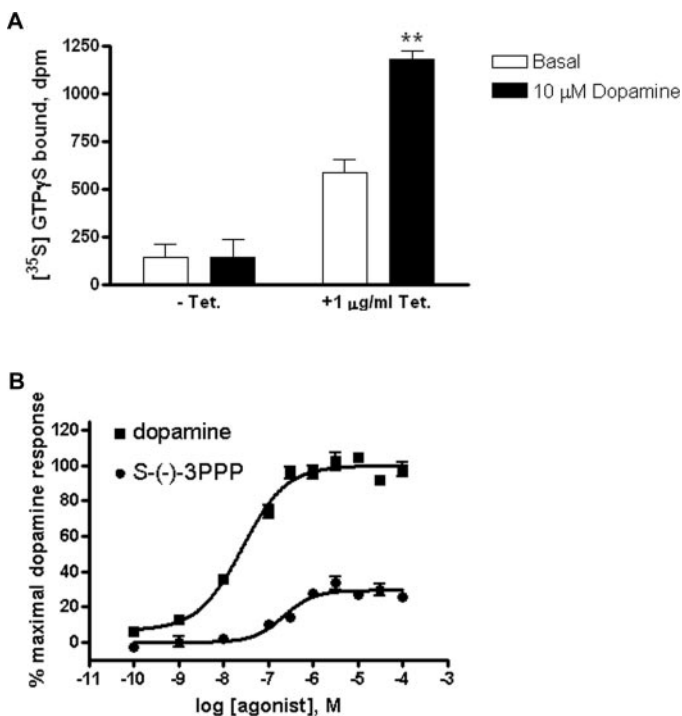 A
[³⁵S] GTPγS bound, dpm
1250
1000
750
500
250
0
**
Basal
10 µM Dopamine
- Tet.
+1 µg/ml Tet.
B
% maximal dopamine response
120
100
80
60
40
20
0
dopamine
S-(-)-3PPP
-11 -10 -9 -8 -7 -6 -5 -4 -3
log [agonist], M